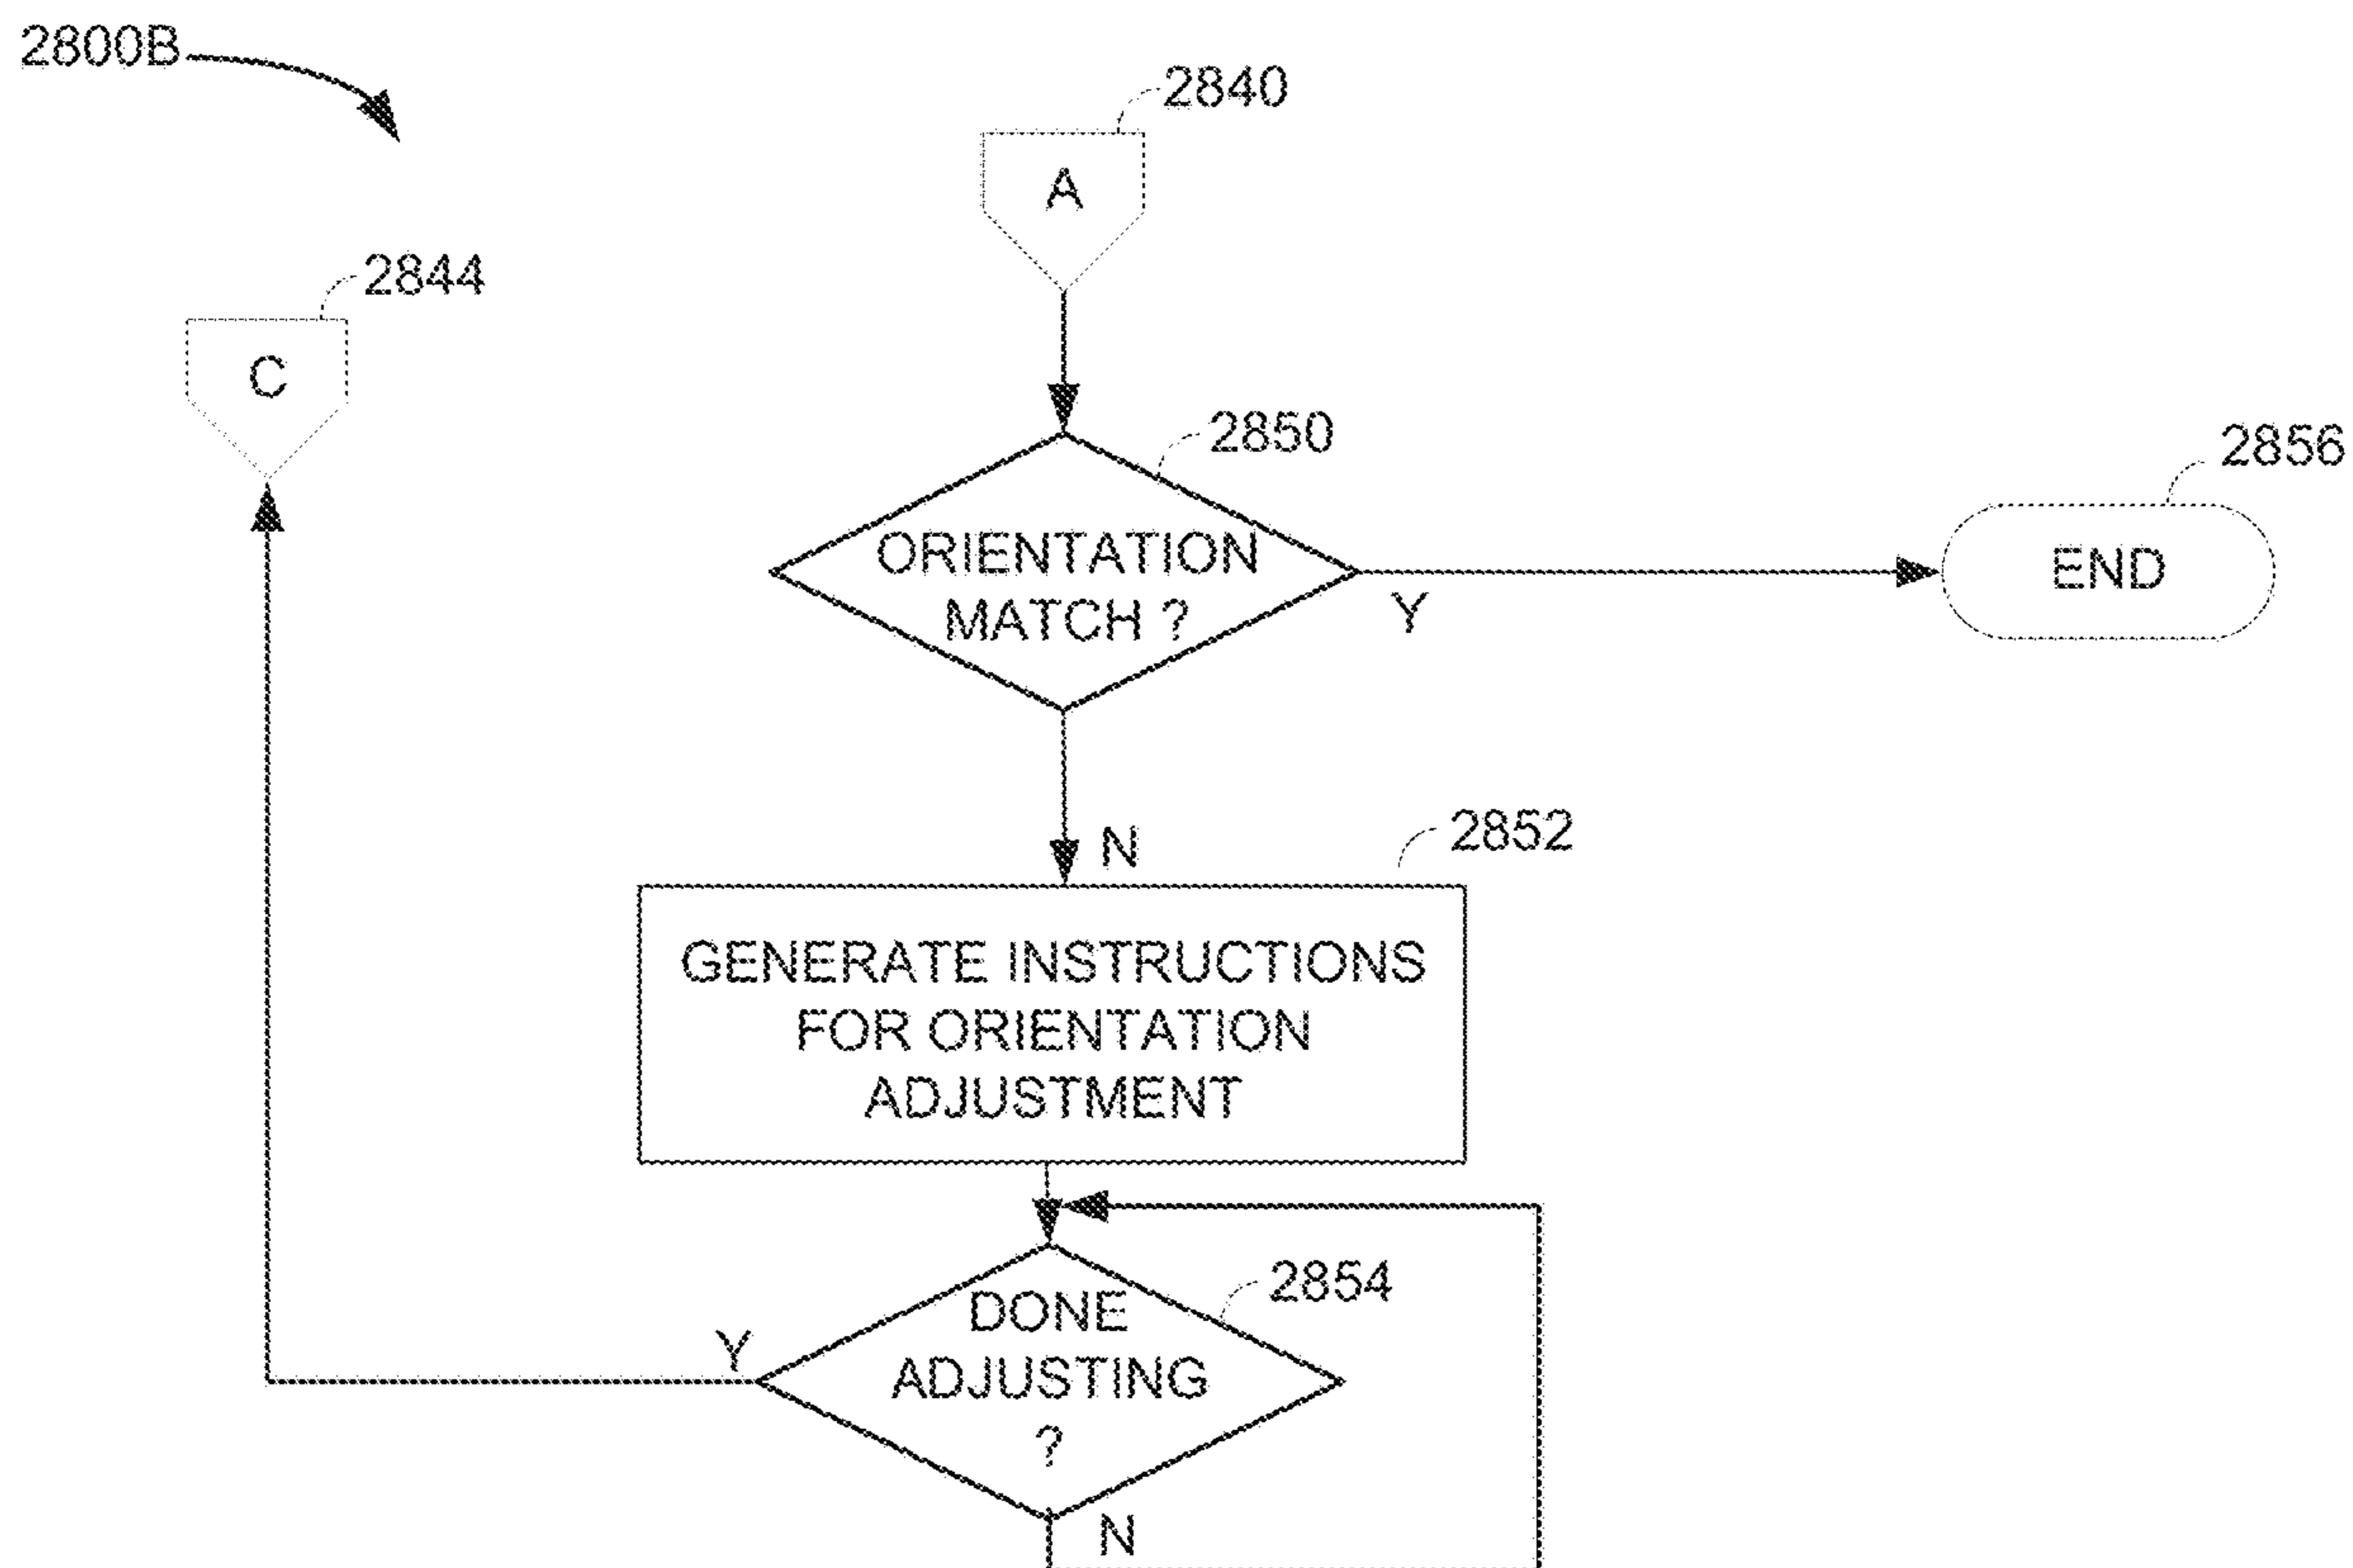 2800B
2840
A
2844
C
2850
2856
ORIENTATION
MATCH ?
END
Y
N
2852
GENERATE INSTRUCTIONS
FOR ORIENTATION
ADJUSTMENT
2854
DONE
ADJUSTING
?
Y
N